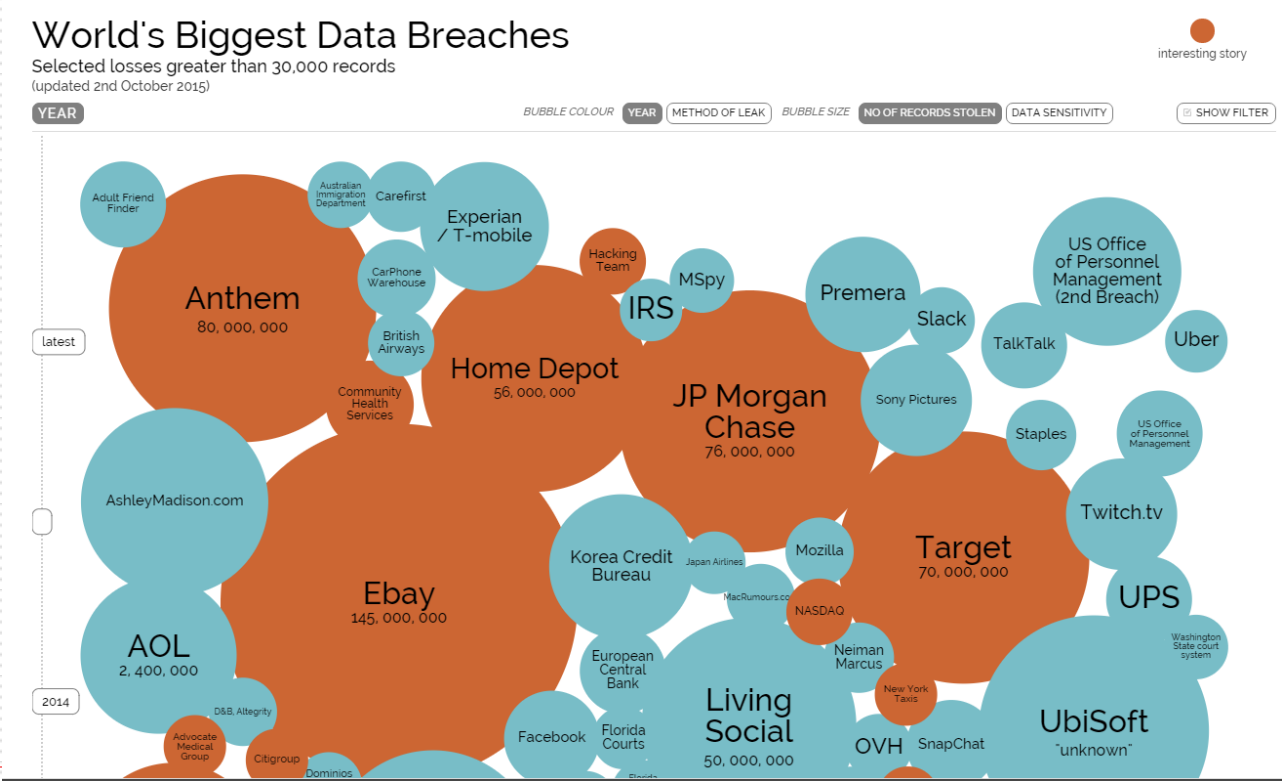 World's Biggest Data Breaches
Selected losses greater than 30,000 records
(updated 2nd October 2015)
interesting story
YEAR
BUBBLE COLOUR YEAR METHOD OF LEAK BUBBLE SIZE NO OF RECORDS STOLEN DATA SENSITIVITY SHOW FILTER
latest
2014
Adult Friend
Finder
Australian
Immigration
Department
Carefirst
Experian
/ T-mobile
Anthem
80, 000, 000
CarPhone
Warehouse
British
Airways
Community
Health
Services
Hacking
Team
IRS
MSpy
Home Depot
56, 000, 000
JP Morgan
Chase
76, 000, 000
Premera
Slack
Sony Pictures
US Office
of Personnel
Management
(2nd Breach)
TalkTalk
Uber
Staples
US Office
of Personnel
Management
Twitch.tv
AshleyMadison.com
Ebay
145, 000, 000
Korea Credit
Bureau
Japan Airlines
Mozilla
MacRumours.co
NASDAQ
Target
70, 000, 000
UPS
Washington
State court
system
AOL
2, 400, 000
D&B, Altegrity
Advocate
Medical
Group
Citigroup
Dominios
Facebook
European
Central
Bank
Florida
Courts
Florida
Living
Social
50, 000, 000
Neiman
Marcus
New York
Taxis
OVH
SnapChat
UbiSoft
"unknown"